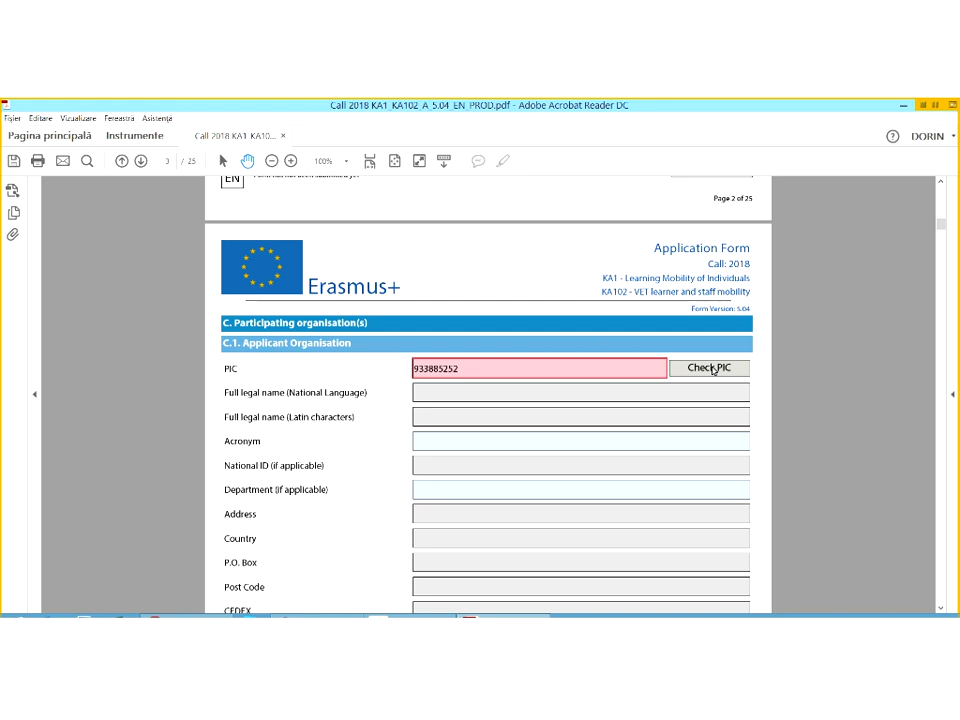 Call 2018 KA1_KA102_A_5.04_EN_PROD.pdf - Adobe Acrobat Reader DC
Fișier Editare Vizualizare Fereastră Asistență
Pagina principală Instrumente Call 2018 KA1_KA10... ×
DORIN
3 / 25 100%
EN
Page 2 of 25
Erasmus+
Application Form
Call: 2018
KA1 - Learning Mobility of Individuals
KA102 - VET learner and staff mobility
Form Version: 5.04
C. Participating organisation(s)
C.1. Applicant Organisation
PIC 933885252 Check PIC
Full legal name (National Language)
Full legal name (Latin characters)
Acronym
National ID (if applicable)
Department (if applicable)
Address
Country
P.O. Box
Post Code
CEDEX